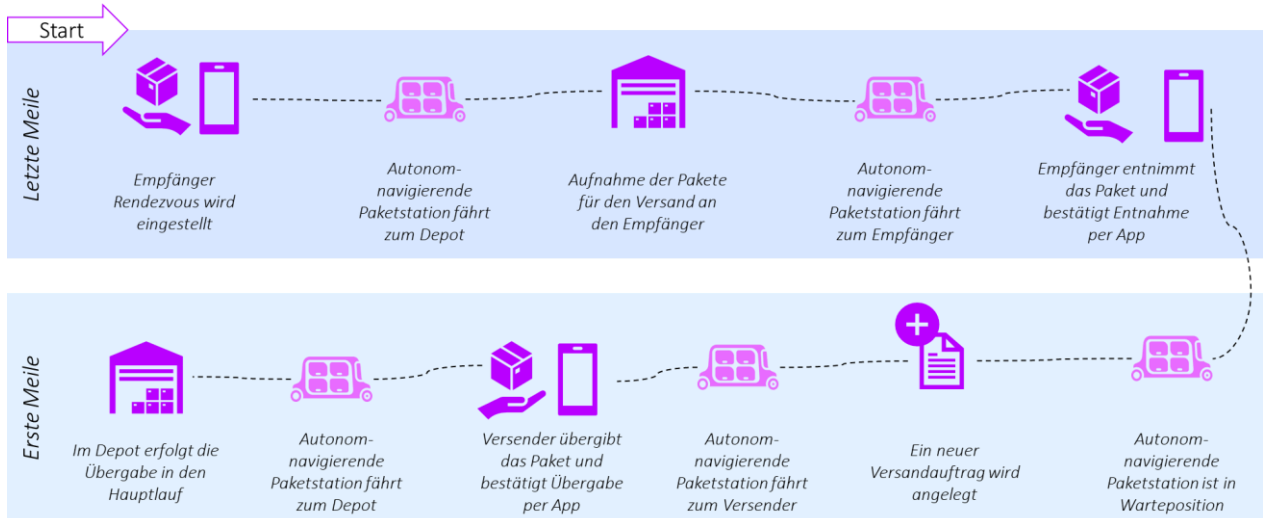 Start
Letzte Meile
Empfänger
Rendezvous wird
eingestellt
Autonom-
navigierende
Paketstation fährt
zum Depot
Aufnahme der Pakete
für den Versand an
den Empfänger
Autonom-
navigierende
Paketstation fährt
zum Empfänger
Empfänger entnimmt
das Paket und
bestätigt Entnahme
per App
Erste Meile
Im Depot erfolgt die
Übergabe in den
Hauptlauf
Autonom-
navigierende
Paketstation fährt
zum Depot
Versender übergibt
das Paket und
bestätigt Übergabe
per App
Autonom-
navigierende
Paketstation fährt
zum Versender
Ein neuer
Versandauftrag wird
angelegt
Autonom-
navigierende
Paketstation ist in
Warteposition